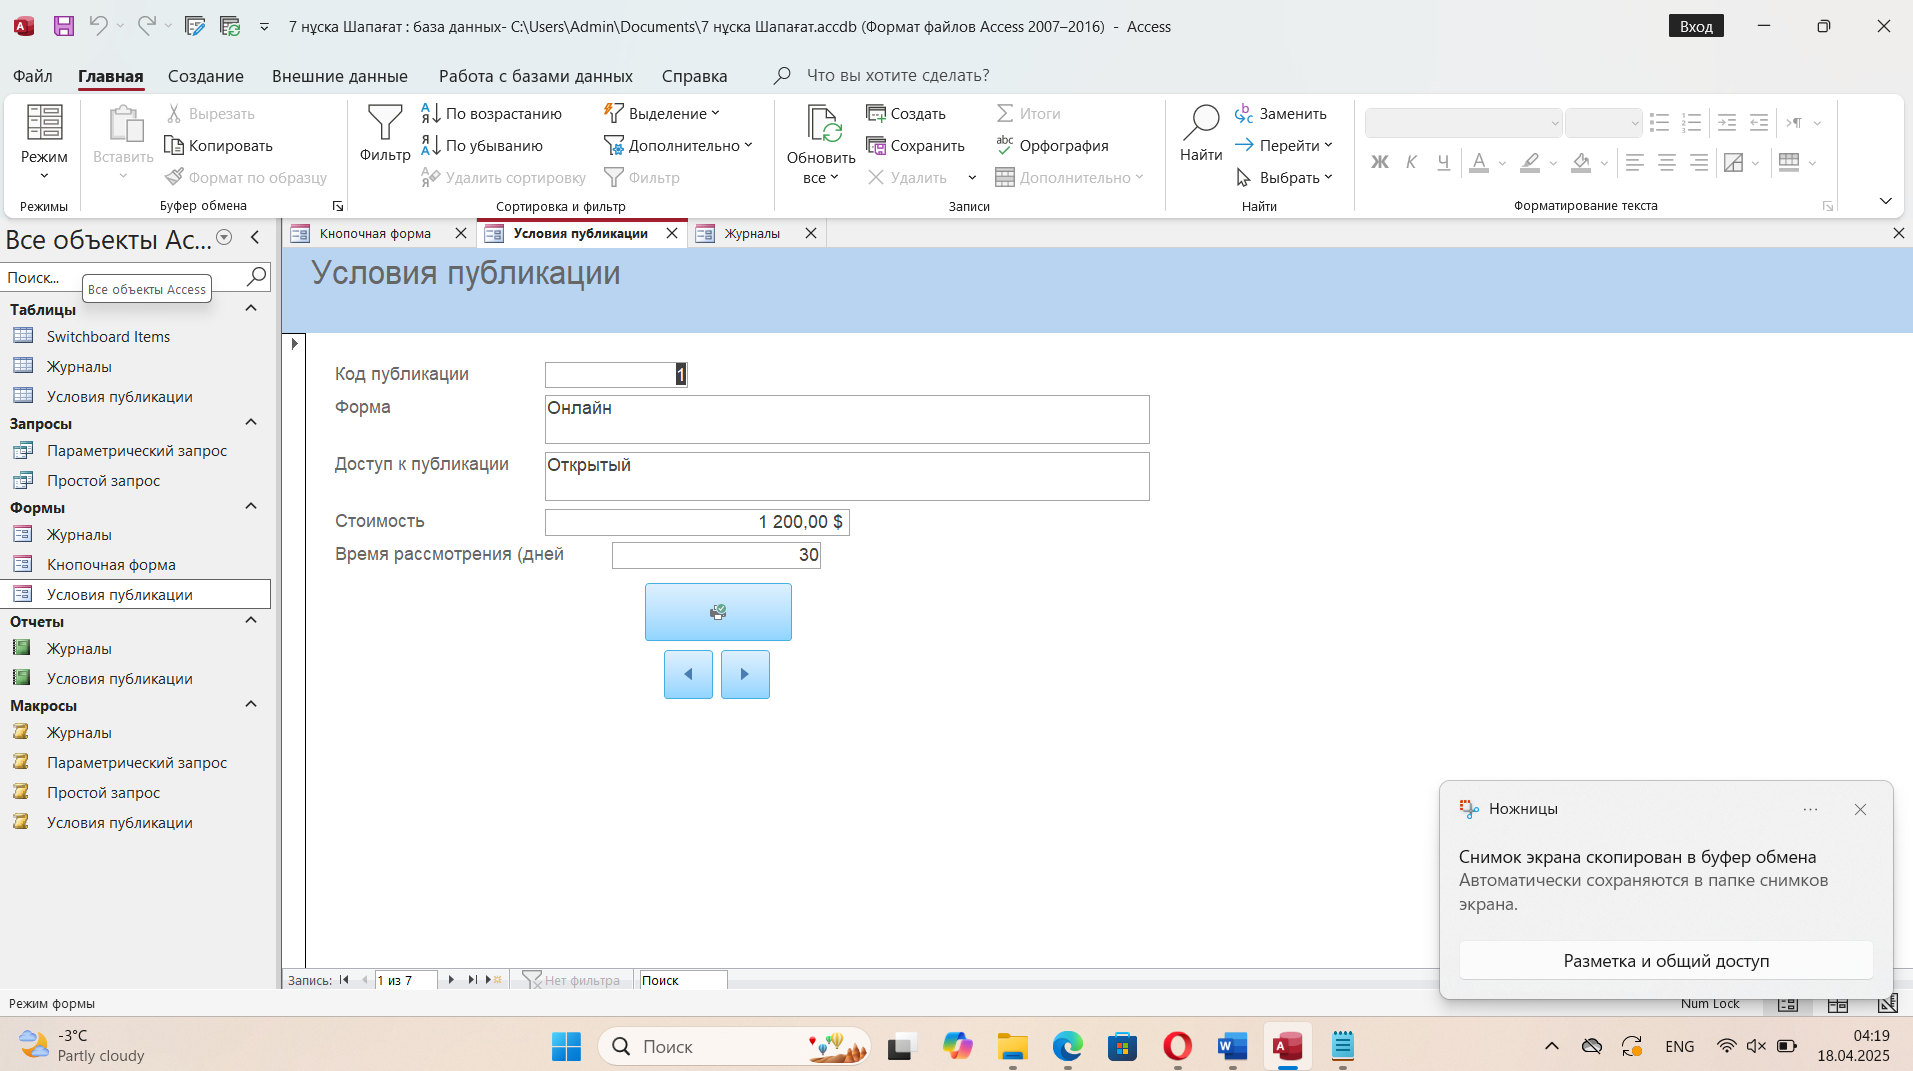 7 нұсқа Шапағат : база данных- C:\Users\Admin\Documents\7 нұсқа Шапағат.accdb (Формат файлов Access 2007–2016) - Access
Вход
Файл
Главная
Создание
Внешние данные
Работа с базами данных
Справка
Что вы хотите сделать?
Режим
Режимы
Вставить
Вырезать
Копировать
Формат по образцу
Буфер обмена
Фильтр
По возрастанию
По убыванию
Удалить сортировку
Выделение
Дополнительно
Фильтр
Сортировка и фильтр
Обновить
все
Создать
Сохранить
Удалить
Итоги
Орфография
Дополнительно
Записи
Найти
Заменить
Перейти
Выбрать
Найти
Ж К Ч А
Форматирование текста
Все объекты Ac...
Поиск...
Все объекты Access
Таблицы
Switchboard Items
Журналы
Условия публикации
Запросы
Параметрический запрос
Простой запрос
Формы
Журналы
Кнопочная форма
Условия публикации
Отчеты
Журналы
Условия публикации
Макросы
Журналы
Параметрический запрос
Простой запрос
Условия публикации
Кнопочная форма
Условия публикации
Журналы
Условия публикации
Код публикации 1
Форма Онлайн
Доступ к публикации Открытый
Стоимость 1 200,00 $
Время рассмотрения (дней 30
Запись: 1 из 7 Нет фильтра Поиск
Ножницы
Снимок экрана скопирован в буфер обмена
Автоматически сохраняются в папке снимков
экрана.
Разметка и общий доступ
Режим формы
Num Lock
-3°C
Partly cloudy
Поиск
ENG
04:19
18.04.2025